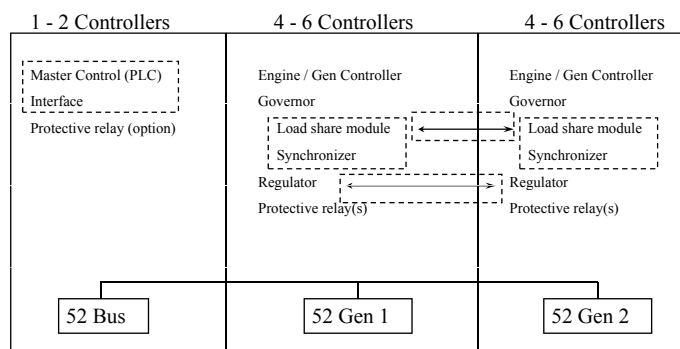 1 - 2 Controllers
4 - 6 Controllers
4 - 6 Controllers
Master Control (PLC)
Interface
Protective relay (option)
Engine / Gen Controller
Governor
Load share module
Synchronizer
Regulator
Protective relay(s)
Engine / Gen Controller
Governor
Load share module
Synchronizer
Regulator
Protective relay(s)
52 Bus
52 Gen 1
52 Gen 2